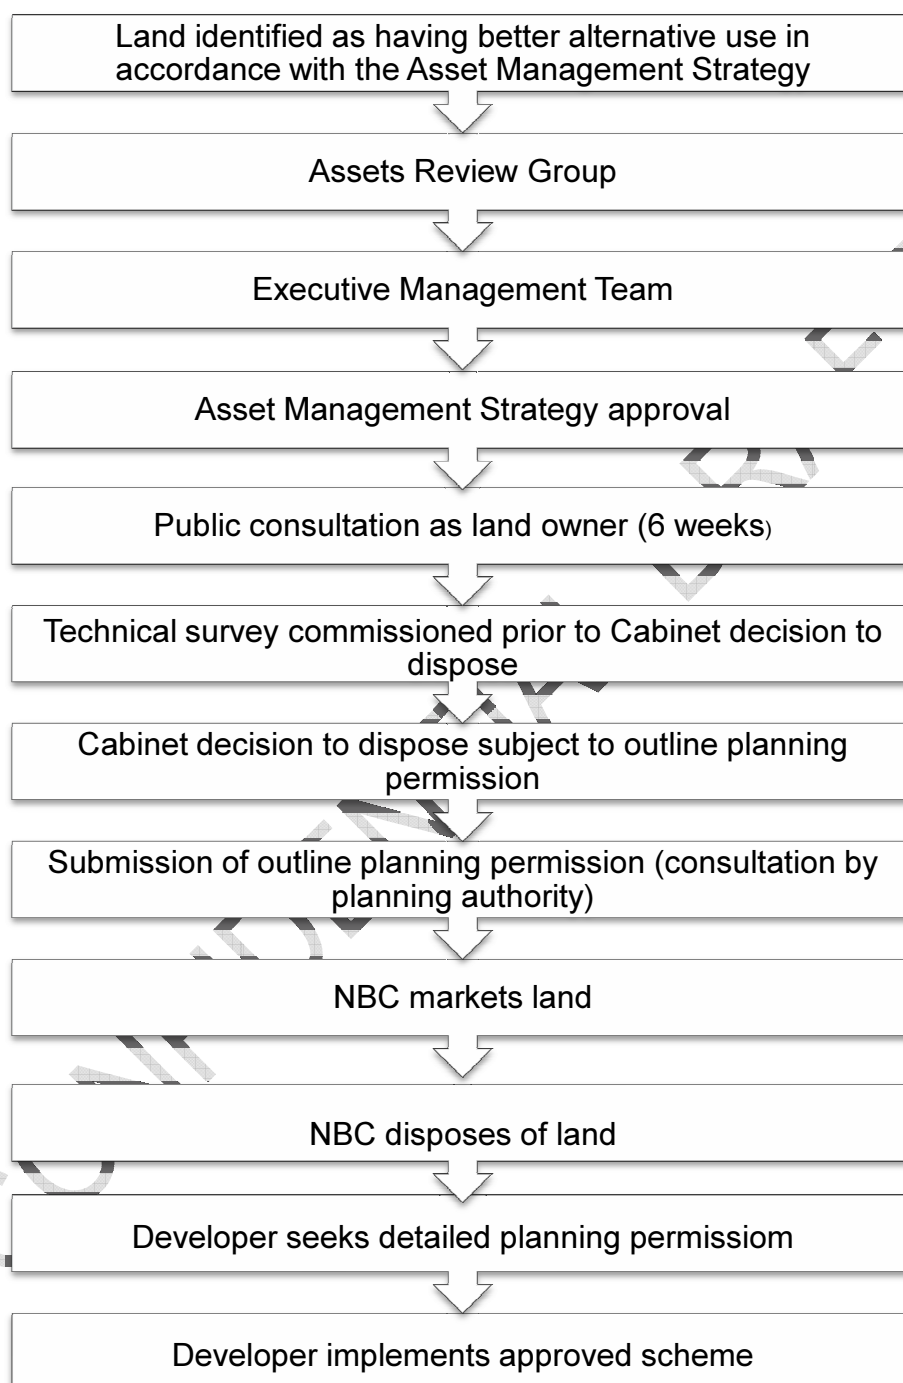 Land identified as having better alternative use in
accordance with the Asset Management Strategy
Assets Review Group
Executive Management Team
Asset Management Strategy approval
Public consultation as land owner (6 weeks)
Technical survey commissioned prior to Cabinet decision to
dispose
Cabinet decision to dispose subject to outline planning
permission
Submission of outline planning permission (consultation by
planning authority)
NBC markets land
NBC disposes of land
Developer seeks detailed planning permissiom
Developer implements approved scheme